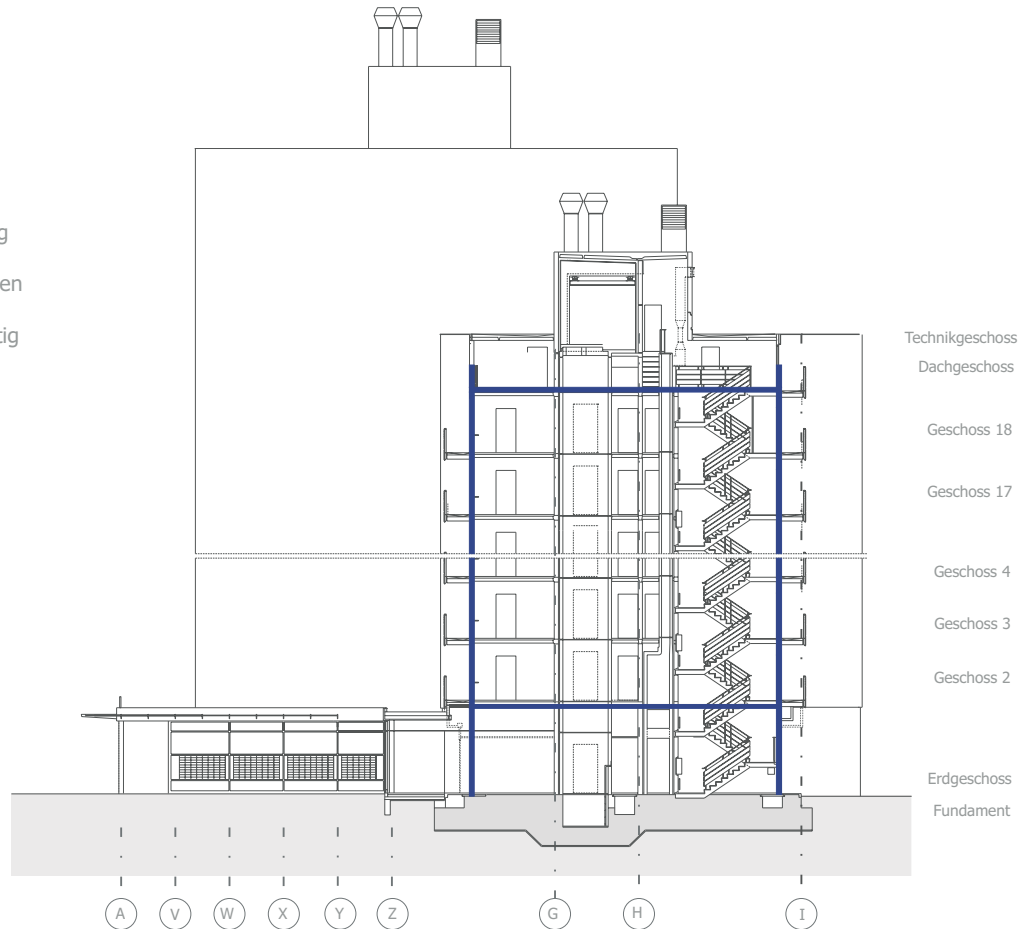 Technikgeschoss
Dachgeschoss
Geschoss 18
Geschoss 17
Geschoss 4
Geschoss 3
Geschoss 2
Erdgeschoss
Fundament
A V W X Y Z G H I